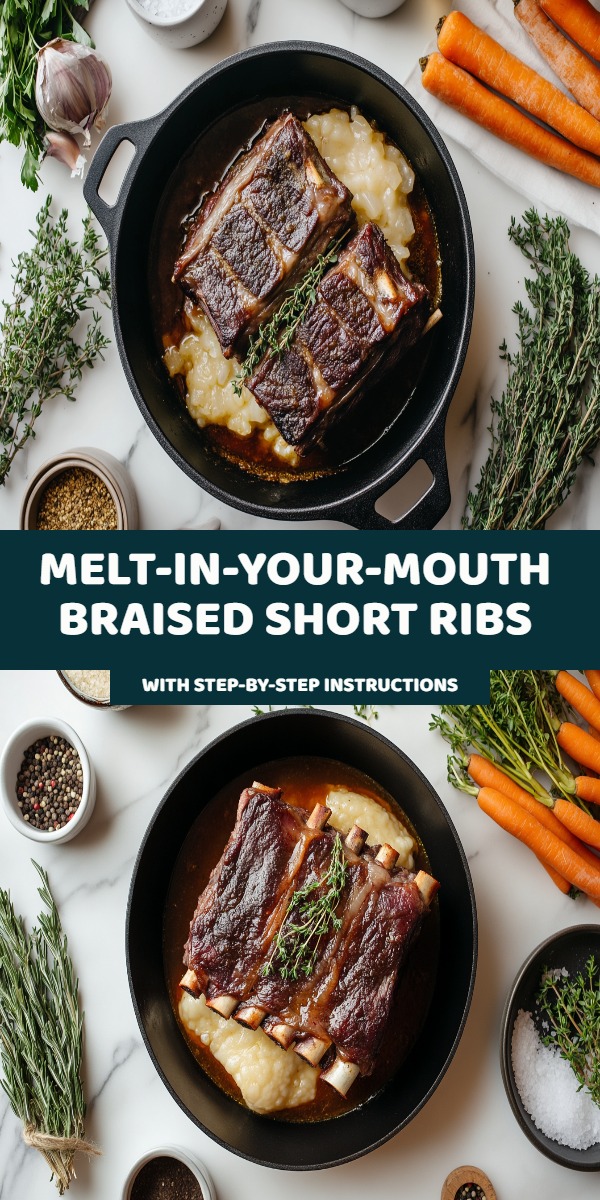 MELT-IN-YOUR-MOUTH
BRAISED SHORT RIBS
WITH STEP-BY-STEP INSTRUCTIONS